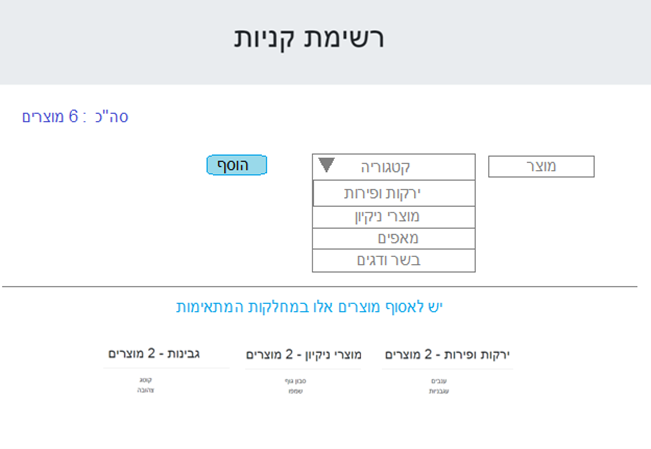 רשימת קניות
סה"כ : 6 מוצרים
מוצר
קטגוריה
הוסף
ירקות ופירות
מוצרי ניקיון
מאפים
בשר ודגים
יש לאסוף מוצרים אלו במחלקות המתאימות
ירקות ופירות - 2 מוצרים
ענבים
עגבניות
מוצרי ניקיון - 2 מוצרים
סבון גוף
שמפו
גבינות - 2 מוצרים
קוטג
צהובה